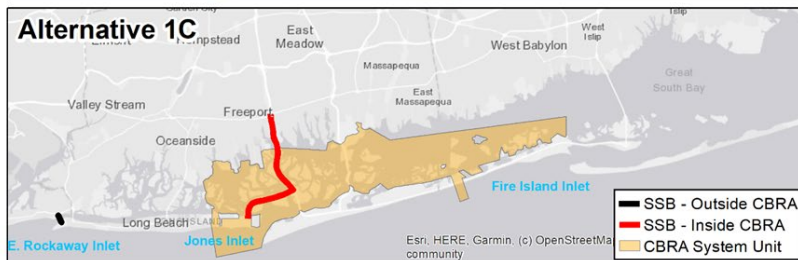 Alternative 1C
Hempstead
East
Meadow
West Babylon
West
Islip
Massapequa
Great
South Bay
East
Massapequa
Valley Stream
Freeport
Oceanside
Fire Island Inlet
Long Beach
E. Rockaway Inlet
Jones Inlet
Esri, HERE, Garmin, (c) OpenStreetMap
community
SSB - Outside CBRA
SSB - Inside CBRA
CBRA System Unit